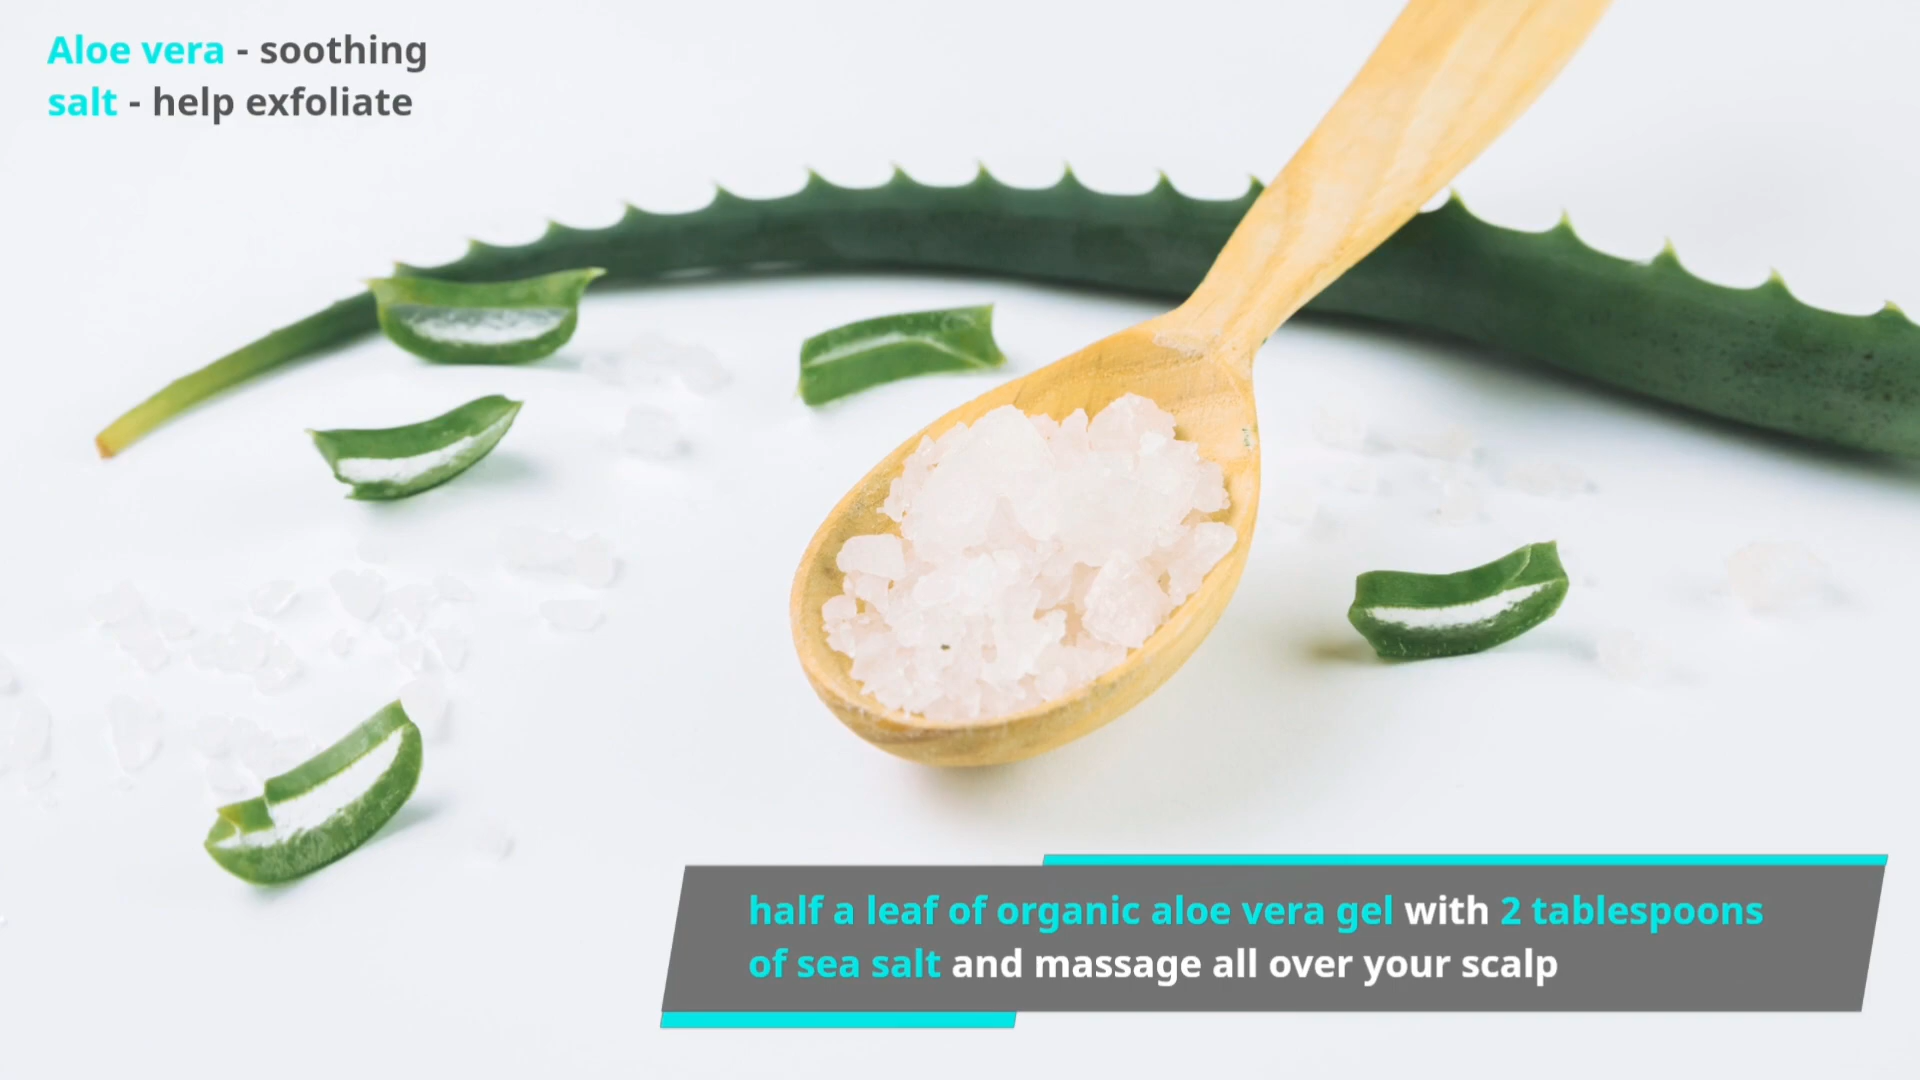 Aloe vera - soothing
salt - help exfoliate
half a leaf of organic aloe vera gel with 2 tablespoons
of sea salt and massage all over your scalp